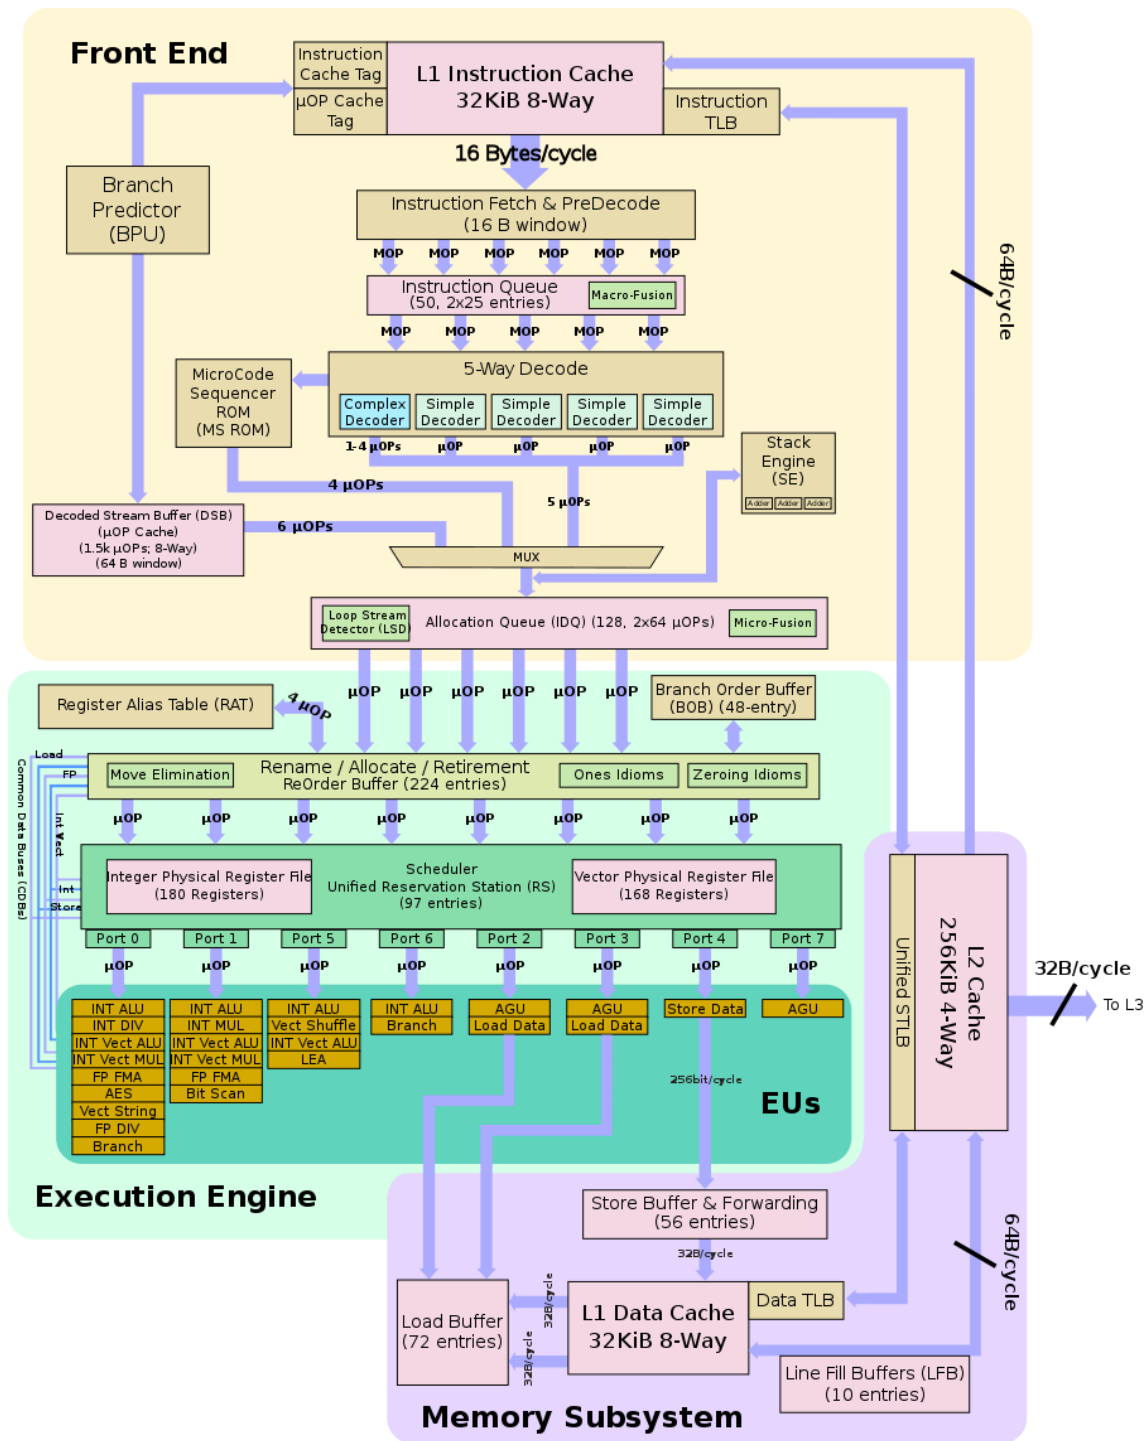 Front End
Instruction
Cache Tag
µOP Cache
Tag
L1 Instruction Cache
32KiB 8-Way
Instruction
TLB
16 Bytes/cycle
Branch
Predictor
(BPU)
Instruction Fetch & PreDecode
(16 B window)
MOP MOP MOP MOP MOP MOP
Instruction Queue
(50, 2x25 entries)
Macro-Fusion
64B/cycle
MOP MOP MOP MOP MOP
MicroCode
Sequencer
ROM
(MS ROM)
5-Way Decode
Complex
Decoder
Simple
Decoder
Simple
Decoder
Simple
Decoder
Simple
Decoder
1-4 µOPs µOP µOP µOP µOP
Stack
Engine
(SE)
Adder Adder Adder
4 µOPs
5 µOPs
Decoded Stream Buffer (DSB)
(µOP Cache)
(1.5k µOPs; 8-Way)
(64 B window)
6 µOPs
MUX
Loop Stream
Detector (LSD)
Allocation Queue (IDQ) (128, 2x64 µOPs)
Micro-Fusion
Register Alias Table (RAT)
4 µOP
µOP µOP µOP µOP µOP µOP
Branch Order Buffer
(BOB) (48-entry)
Load
FP
Common Data Buses (CDBs)
Int Vect
Int
Store
Move Elimination
Rename / Allocate / Retirement
ReOrder Buffer (224 entries)
Ones Idioms
Zeroing Idioms
µOP µOP µOP µOP µOP µOP µOP µOP
Integer Physical Register File
(180 Registers)
Scheduler
Unified Reservation Station (RS)
(97 entries)
Vector Physical Register File
(168 Registers)
Port 0 Port 1 Port 5 Port 6 Port 2 Port 3 Port 4 Port 7
µOP µOP µOP µOP µOP µOP µOP µOP
INT ALU
INT DIV
INT Vect ALU
INT Vect MUL
FP FMA
AES
Vect String
FP DIV
Branch
INT ALU
INT MUL
INT Vect ALU
INT Vect MUL
FP FMA
Bit Scan
INT ALU
Vect Shuffle
INT Vect ALU
LEA
INT ALU
Branch
AGU
Load Data
AGU
Load Data
Store Data
AGU
256bit/cycle
EUs
Execution Engine
Unified STLB
L2 Cache
256KiB 4-Way
32B/cycle
To L3
Store Buffer & Forwarding
(56 entries)
32B/cycle
64B/cycle
Load Buffer
(72 entries)
32B/cycle
32B/cycle
L1 Data Cache
32KiB 8-Way
Data TLB
Line Fill Buffers (LFB)
(10 entries)
Memory Subsystem